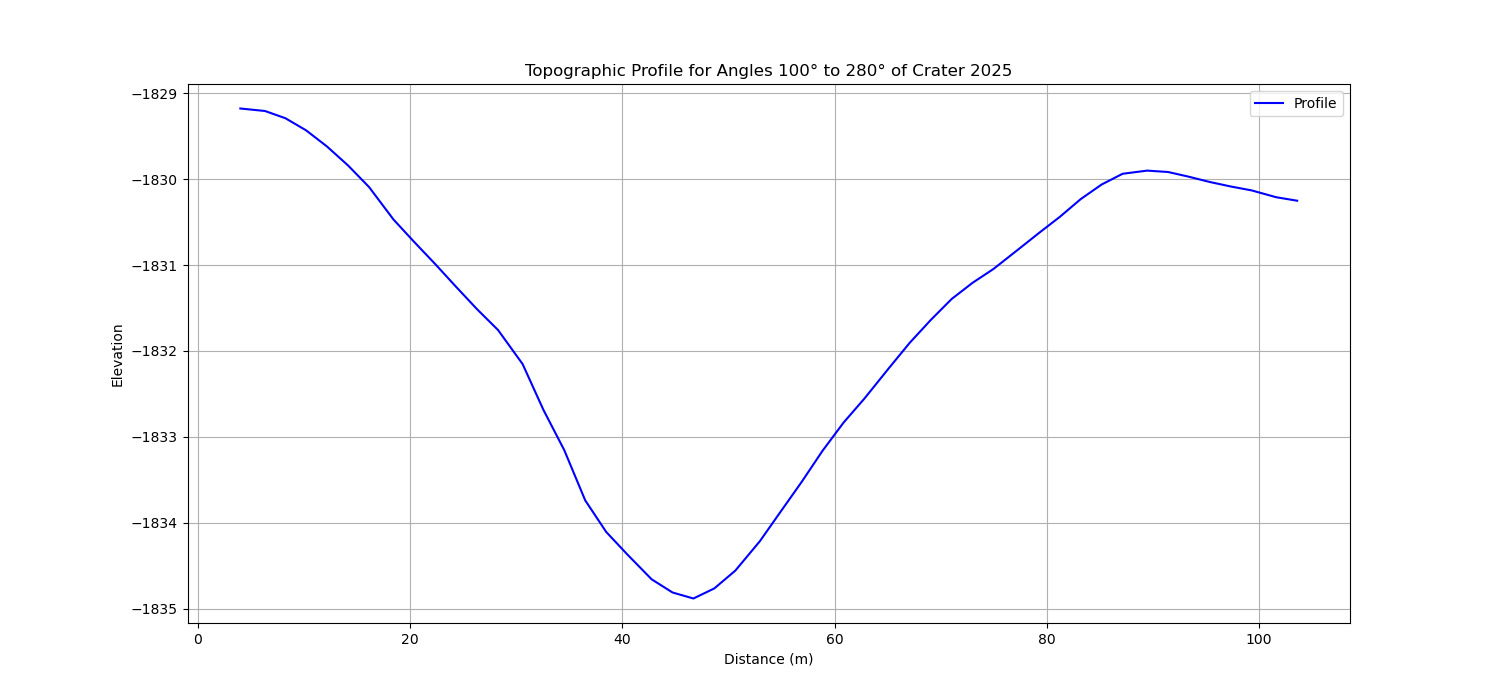 Topographic Profile for Angles 100° to 280° of Crater 2025
Profile
−1829
−1830
−1831
−1832
−1833
−1834
−1835
Elevation
0 20 40 60 80 100
Distance (m)